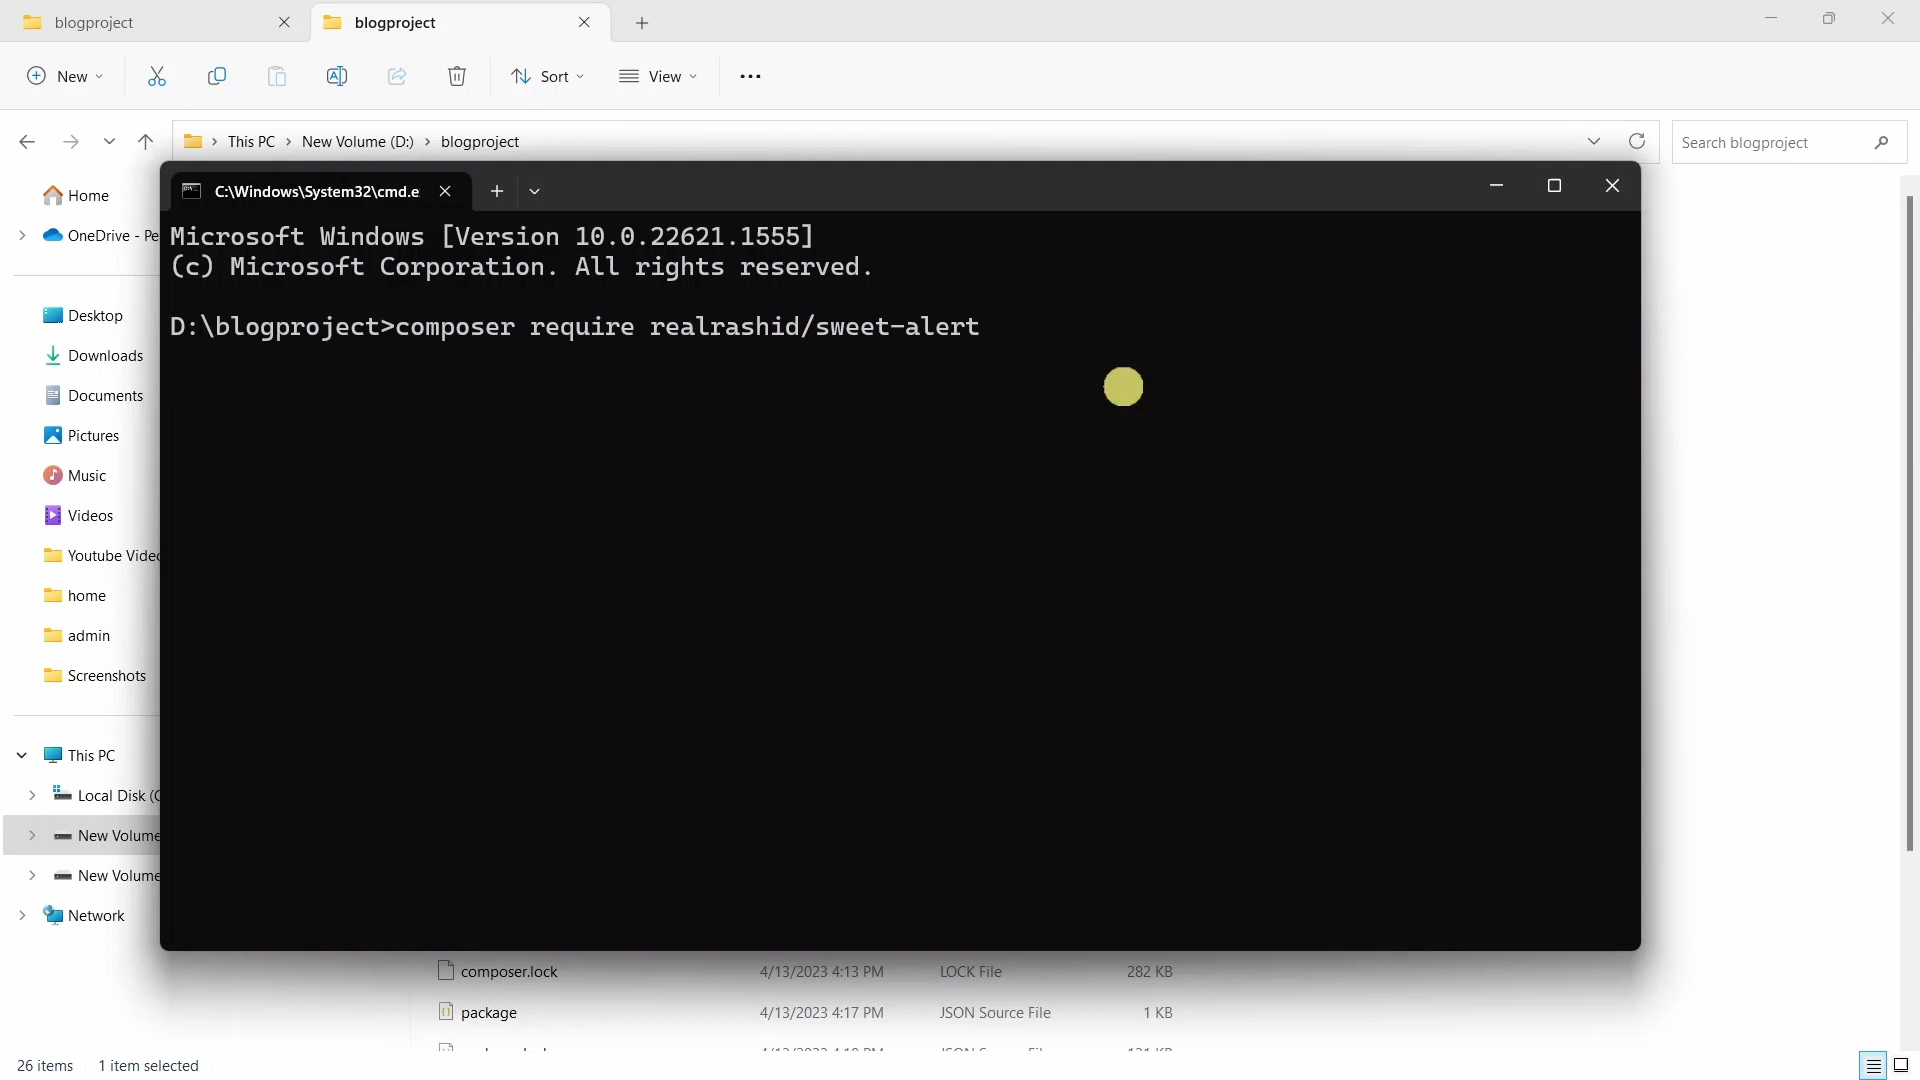 blogproject
blogproject
New
Sort
View
This PC
New Volume (D:)
blogproject
Search blogproject
Home
OneDrive - Pe
Desktop
Downloads
Documents
Pictures
Music
Videos
Youtube Vide
home
admin
Screenshots
This PC
Local Disk (C
New Volume
New Volume
Network
C:\Windows\System32\cmd.e
Microsoft Windows [Version 10.0.22621.1555]
(c) Microsoft Corporation. All rights reserved.
D:\blogproject>composer require realrashid/sweet-alert
composer.lock 4/13/2023 4:13 PM LOCK File 282 KB
package 4/13/2023 4:17 PM JSON Source File 1 KB
26 items 1 item selected